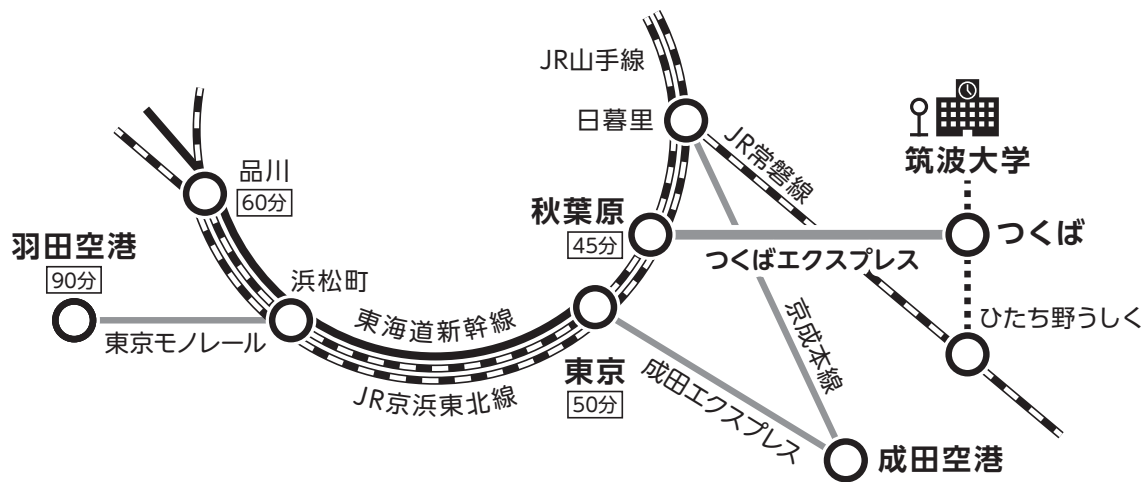 JR山手線
日暮里
JR常磐線
筑波大学
品川
60分
秋葉原
45分
つくば
つくばエクスプレス
羽田空港
90分
浜松町
東京モノレール
東海道新幹線
JR京浜東北線
東京
50分
成田エクスプレス
京成本線
ひたち野うしく
成田空港